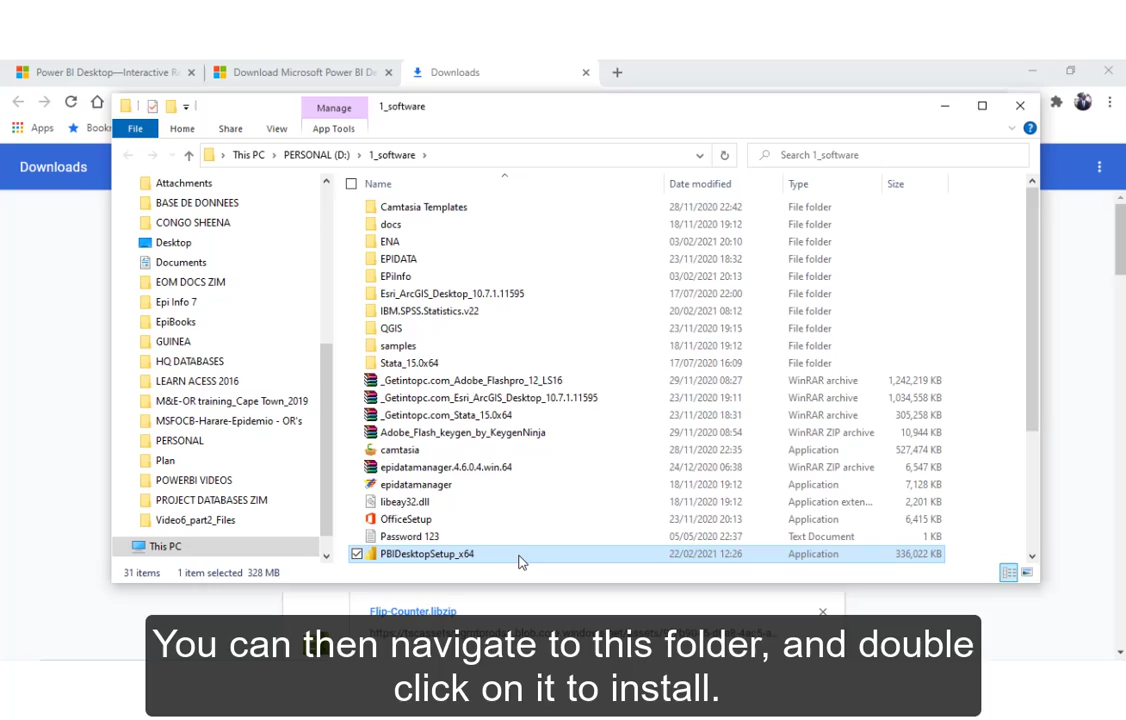 Power BI Desktop—Interactive R
Download Microsoft Power BI De
Downloads
Apps
Bookm
Downloads
Manage
1_software
File
Home
Share
View
App Tools
This PC
PERSONAL (D:)
1_software
Search 1_software
Attachments
BASE DE DONNEES
CONGO SHEENA
Desktop
Documents
EOM DOCS ZIM
Epi Info 7
EpiBooks
GUINEA
HQ DATABASES
LEARN ACESS 2016
M&E-OR training_Cape Town_2019
MSFOCB-Harare-Epidemio - OR's
PERSONAL
Plan
POWERBI VIDEOS
PROJECT DATABASES ZIM
Video6_part2_Files
This PC
Name Date modified Type Size
Camtasia Templates 28/11/2020 22:42 File folder
docs 18/11/2020 19:12 File folder
ENA 03/02/2021 20:10 File folder
EPIDATA 23/11/2020 18:32 File folder
EPiInfo 03/02/2021 20:13 File folder
Esri_ArcGIS_Desktop_10.7.1.11595 17/07/2020 22:00 File folder
IBM.SPSS.Statistics.v22 20/02/2021 08:12 File folder
QGIS 23/11/2020 19:15 File folder
samples 18/11/2020 19:12 File folder
Stata_15.0x64 17/07/2020 16:09 File folder
_Getintopc.com_Adobe_Flashpro_12_LS16 29/11/2020 08:27 WinRAR archive 1,242,219 KB
_Getintopc.com_Esri_ArcGIS_Desktop_10.7.1.11595 23/11/2020 19:11 WinRAR archive 1,034,558 KB
_Getintopc.com_Stata_15.0x64 23/11/2020 18:31 WinRAR archive 305,258 KB
Adobe_Flash_keygen_by_KeygenNinja 29/11/2020 08:54 WinRAR ZIP archive 10,944 KB
camtasia 28/11/2020 22:35 Application 527,474 KB
epidatamanager.4.6.0.4.win.64 24/12/2020 06:38 WinRAR ZIP archive 6,547 KB
epidatamanager 18/11/2020 19:12 Application 7,128 KB
libeay32.dll 18/11/2020 19:12 Application exten... 2,201 KB
OfficeSetup 23/11/2020 20:13 Application 6,415 KB
Password 123 05/05/2020 22:37 Text Document 1 KB
PBIDesktopSetup_x64 22/02/2021 12:26 Application 336,022 KB
31 items 1 item selected 328 MB
Flip-Counter.libzip
You can then navigate to this folder, and double
click on it to install.